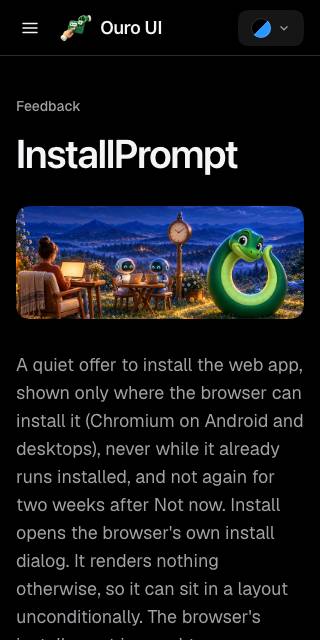 Ouro UI
Feedback
InstallPrompt
A quiet offer to install the web app,
shown only where the browser can
install it (Chromium on Android and
desktops), never while it already
runs installed, and not again for
two weeks after Not now. Install
opens the browser's own install
dialog. It renders nothing
otherwise, so it can sit in a layout
unconditionally. The browser's